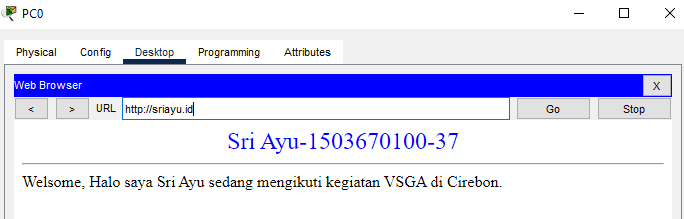 PC0
Physical Config Desktop Programming Attributes
Web Browser X
< > URL http://sriayu.id Go Stop
Sri Ayu-1503670100-37
Welsome, Halo saya Sri Ayu sedang mengikuti kegiatan VSGA di Cirebon.